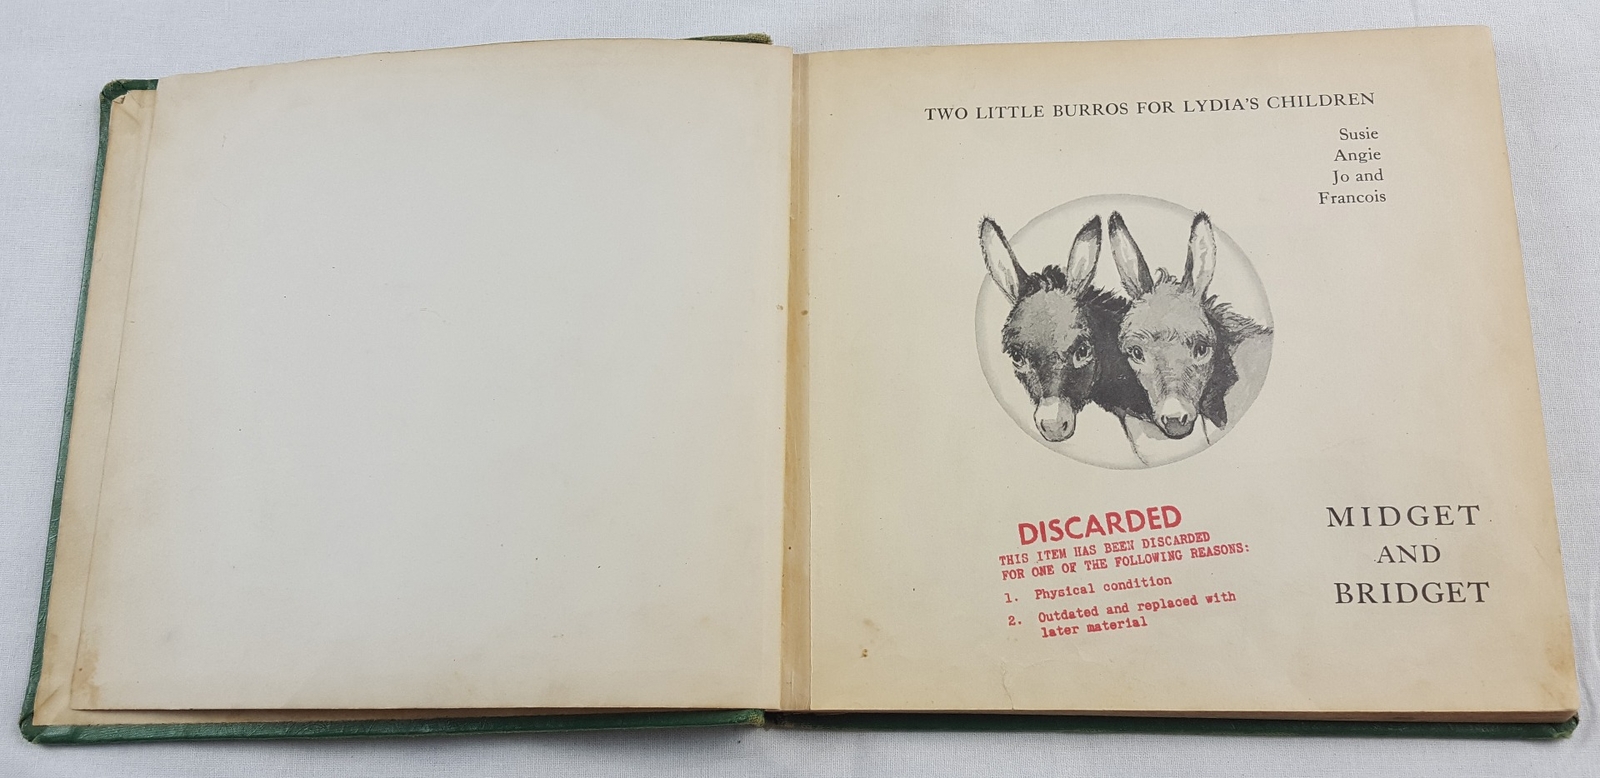 TWO LITTLE BURROS FOR LYDIA'S CHILDREN
Susie
Angie
Jo and
Francois
DISCARDED
THIS ITEM HAS BEEN DISCARDED
FOR ONE OF THE FOLLOWING REASONS:
1. Physical condition
2. Outdated and replaced with
later material
MIDGET
AND
BRIDGET